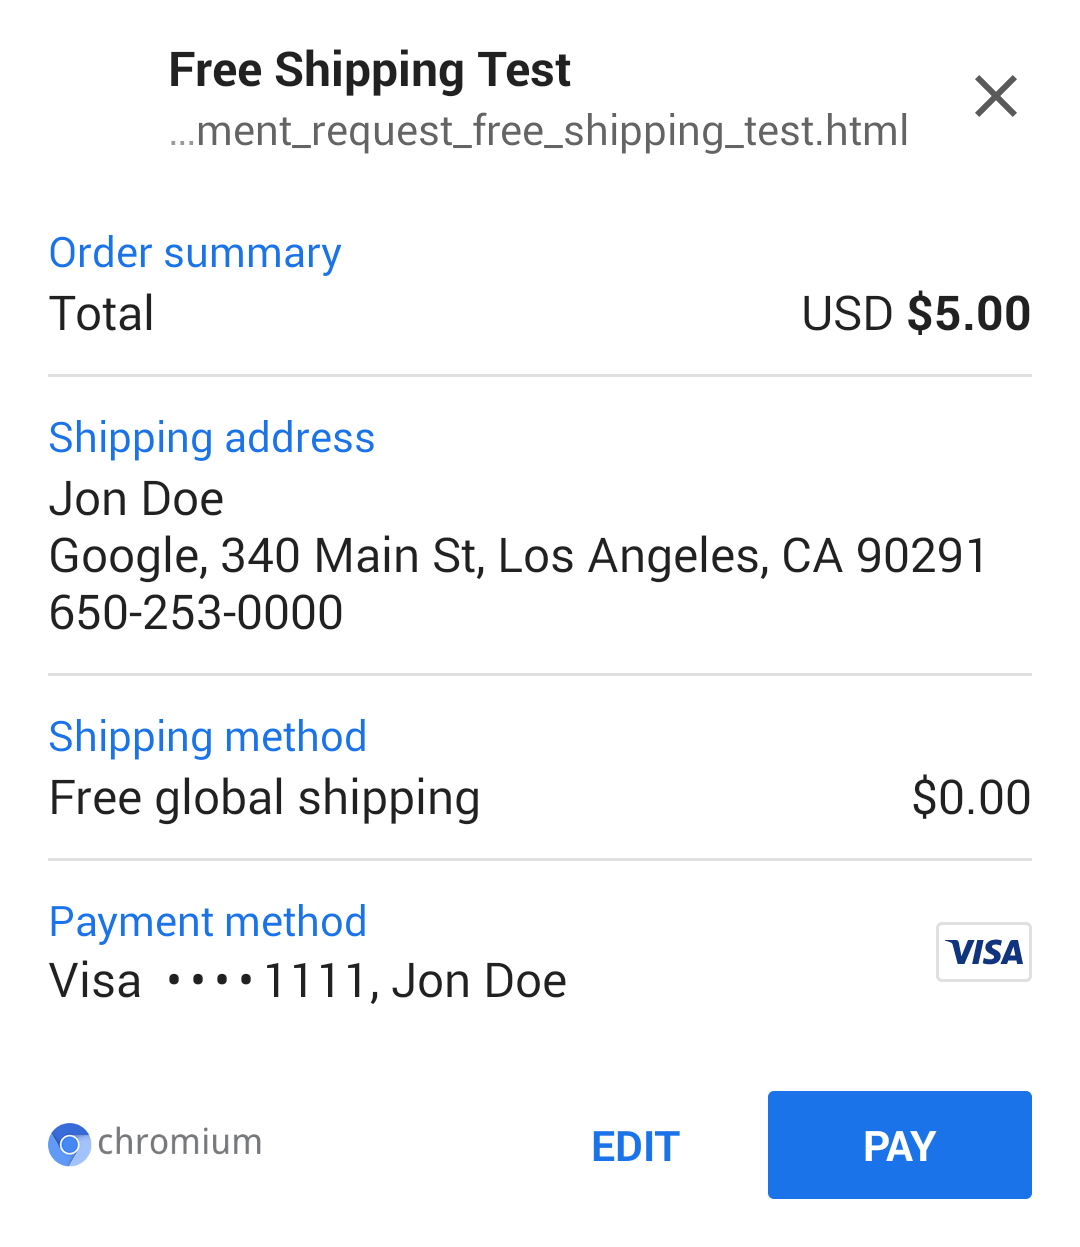 Free Shipping Test
...ment_request_free_shipping_test.html
Order summary
Total USD $5.00
Shipping address
Jon Doe
Google, 340 Main St, Los Angeles, CA 90291
650-253-0000
Shipping method
Free global shipping $0.00
Payment method
Visa •••• 1111, Jon Doe
VISA
chromium EDIT PAY